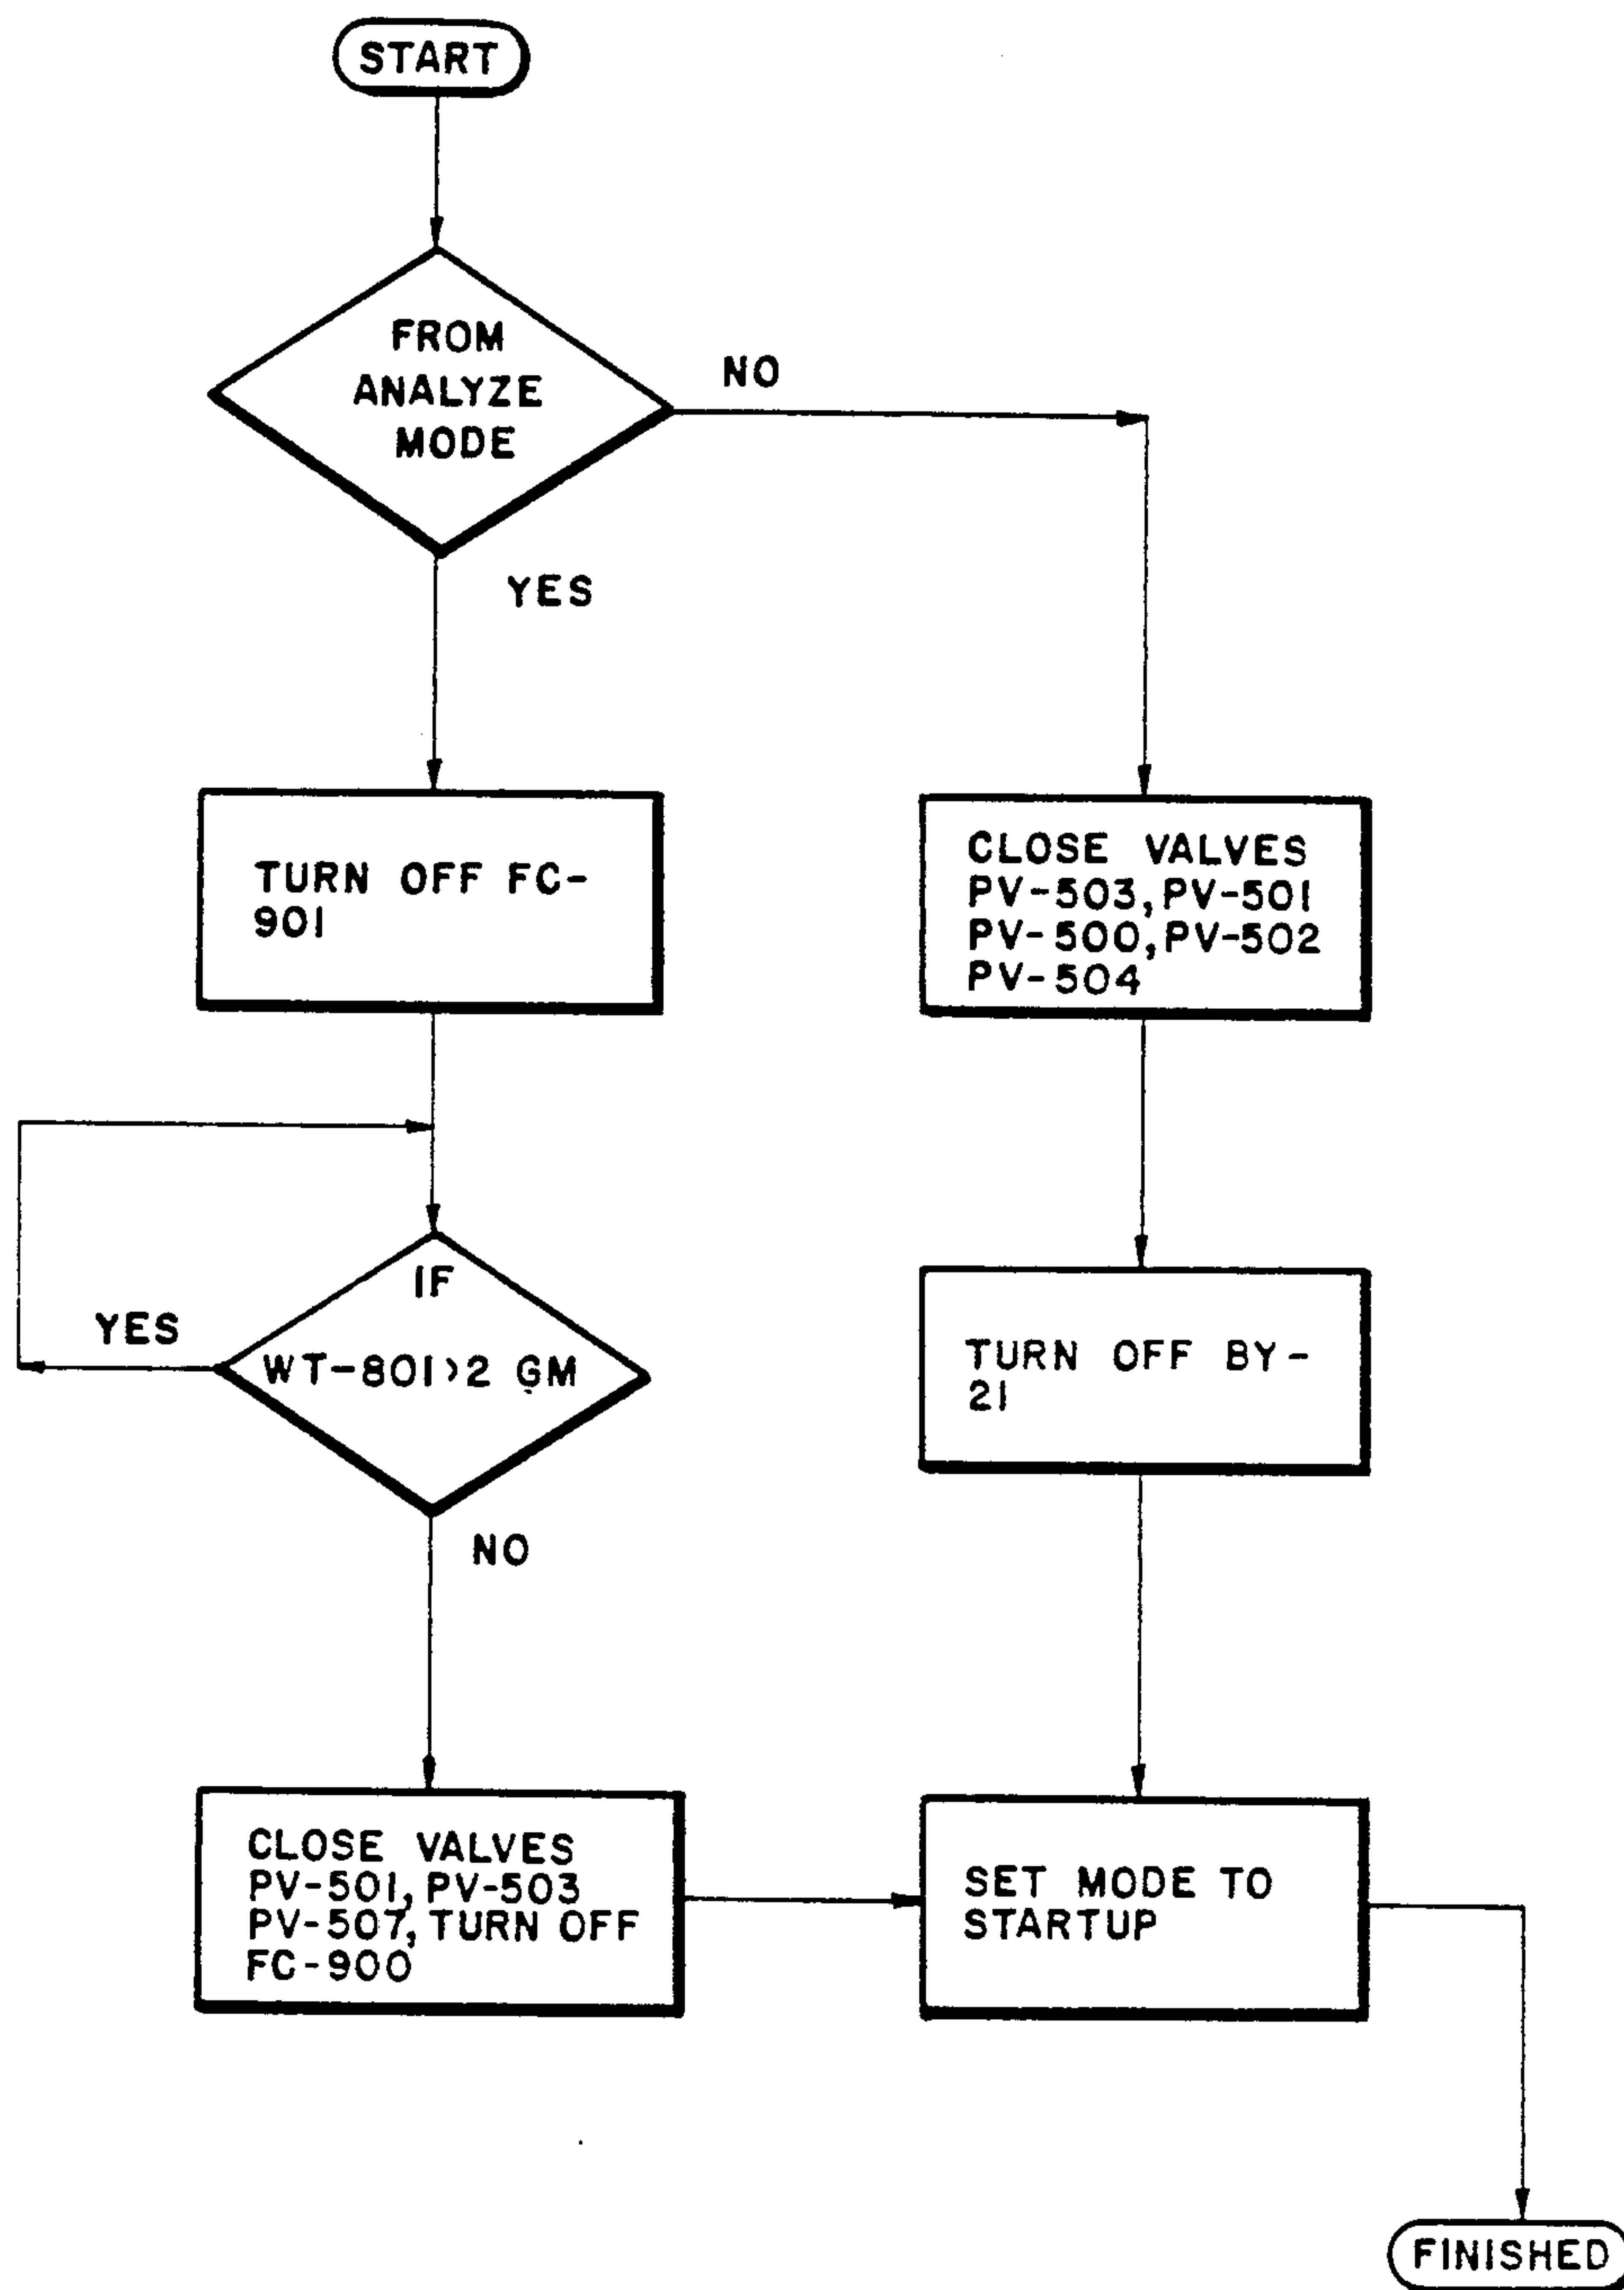 START
FROM
ANALYZE
MODE
NO
YES
TURN OFF FC-
901
CLOSE VALVES
PV-503, PV-501
PV-500, PV-502
PV-504
IF
WT-801>2 GM
YES
NO
TURN OFF BY-
21
CLOSE VALVES
PV-501, PV-503
PV-507, TURN OFF
FC-900
SET MODE TO
STARTUP
FINISHED